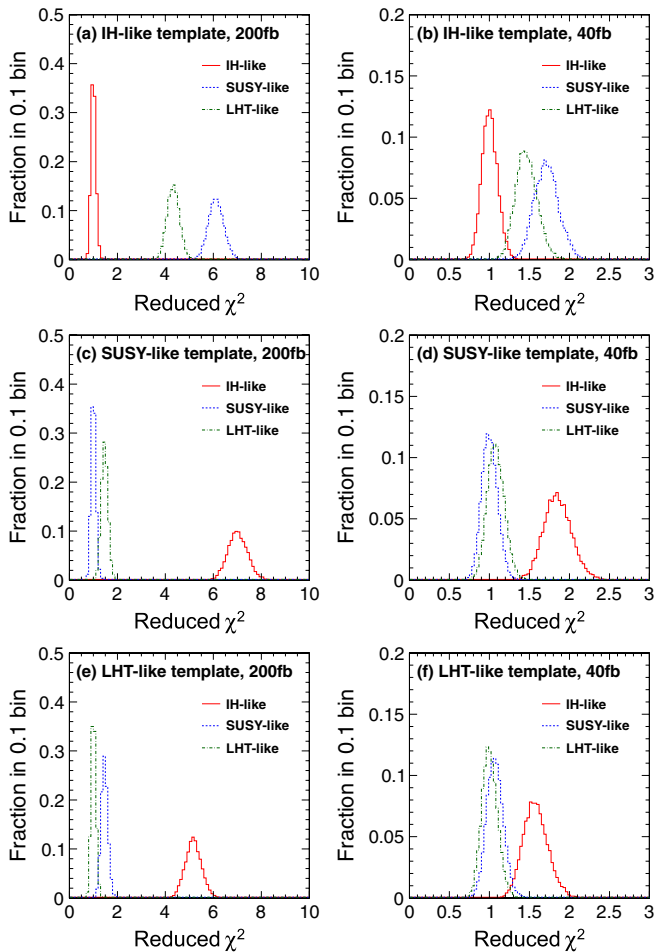 (a) IH-like template, 200fb
IH-like
SUSY-like
LHT-like
Fraction in 0.1 bin
0.5
0.4
0.3
0.2
0.1
0
0 2 4 6 8 10
Reduced χ²
(b) IH-like template, 40fb
IH-like
SUSY-like
LHT-like
Fraction in 0.1 bin
0.2
0.15
0.1
0.05
0
0 0.5 1 1.5 2 2.5 3
Reduced χ²
(c) SUSY-like template, 200fb
IH-like
SUSY-like
LHT-like
Fraction in 0.1 bin
0.5
0.4
0.3
0.2
0.1
0
0 2 4 6 8 10
Reduced χ²
(d) SUSY-like template, 40fb
IH-like
SUSY-like
LHT-like
Fraction in 0.1 bin
0.2
0.15
0.1
0.05
0
0 0.5 1 1.5 2 2.5 3
Reduced χ²
(e) LHT-like template, 200fb
IH-like
SUSY-like
LHT-like
Fraction in 0.1 bin
0.5
0.4
0.3
0.2
0.1
0
0 2 4 6 8 10
Reduced χ²
(f) LHT-like template, 40fb
IH-like
SUSY-like
LHT-like
Fraction in 0.1 bin
0.2
0.15
0.1
0.05
0
0 0.5 1 1.5 2 2.5 3
Reduced χ²